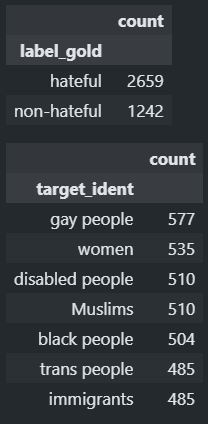 count
label_gold
hateful 2659
non-hateful 1242
count
target_ident
gay people 577
women 535
disabled people 510
Muslims 510
black people 504
trans people 485
immigrants 485